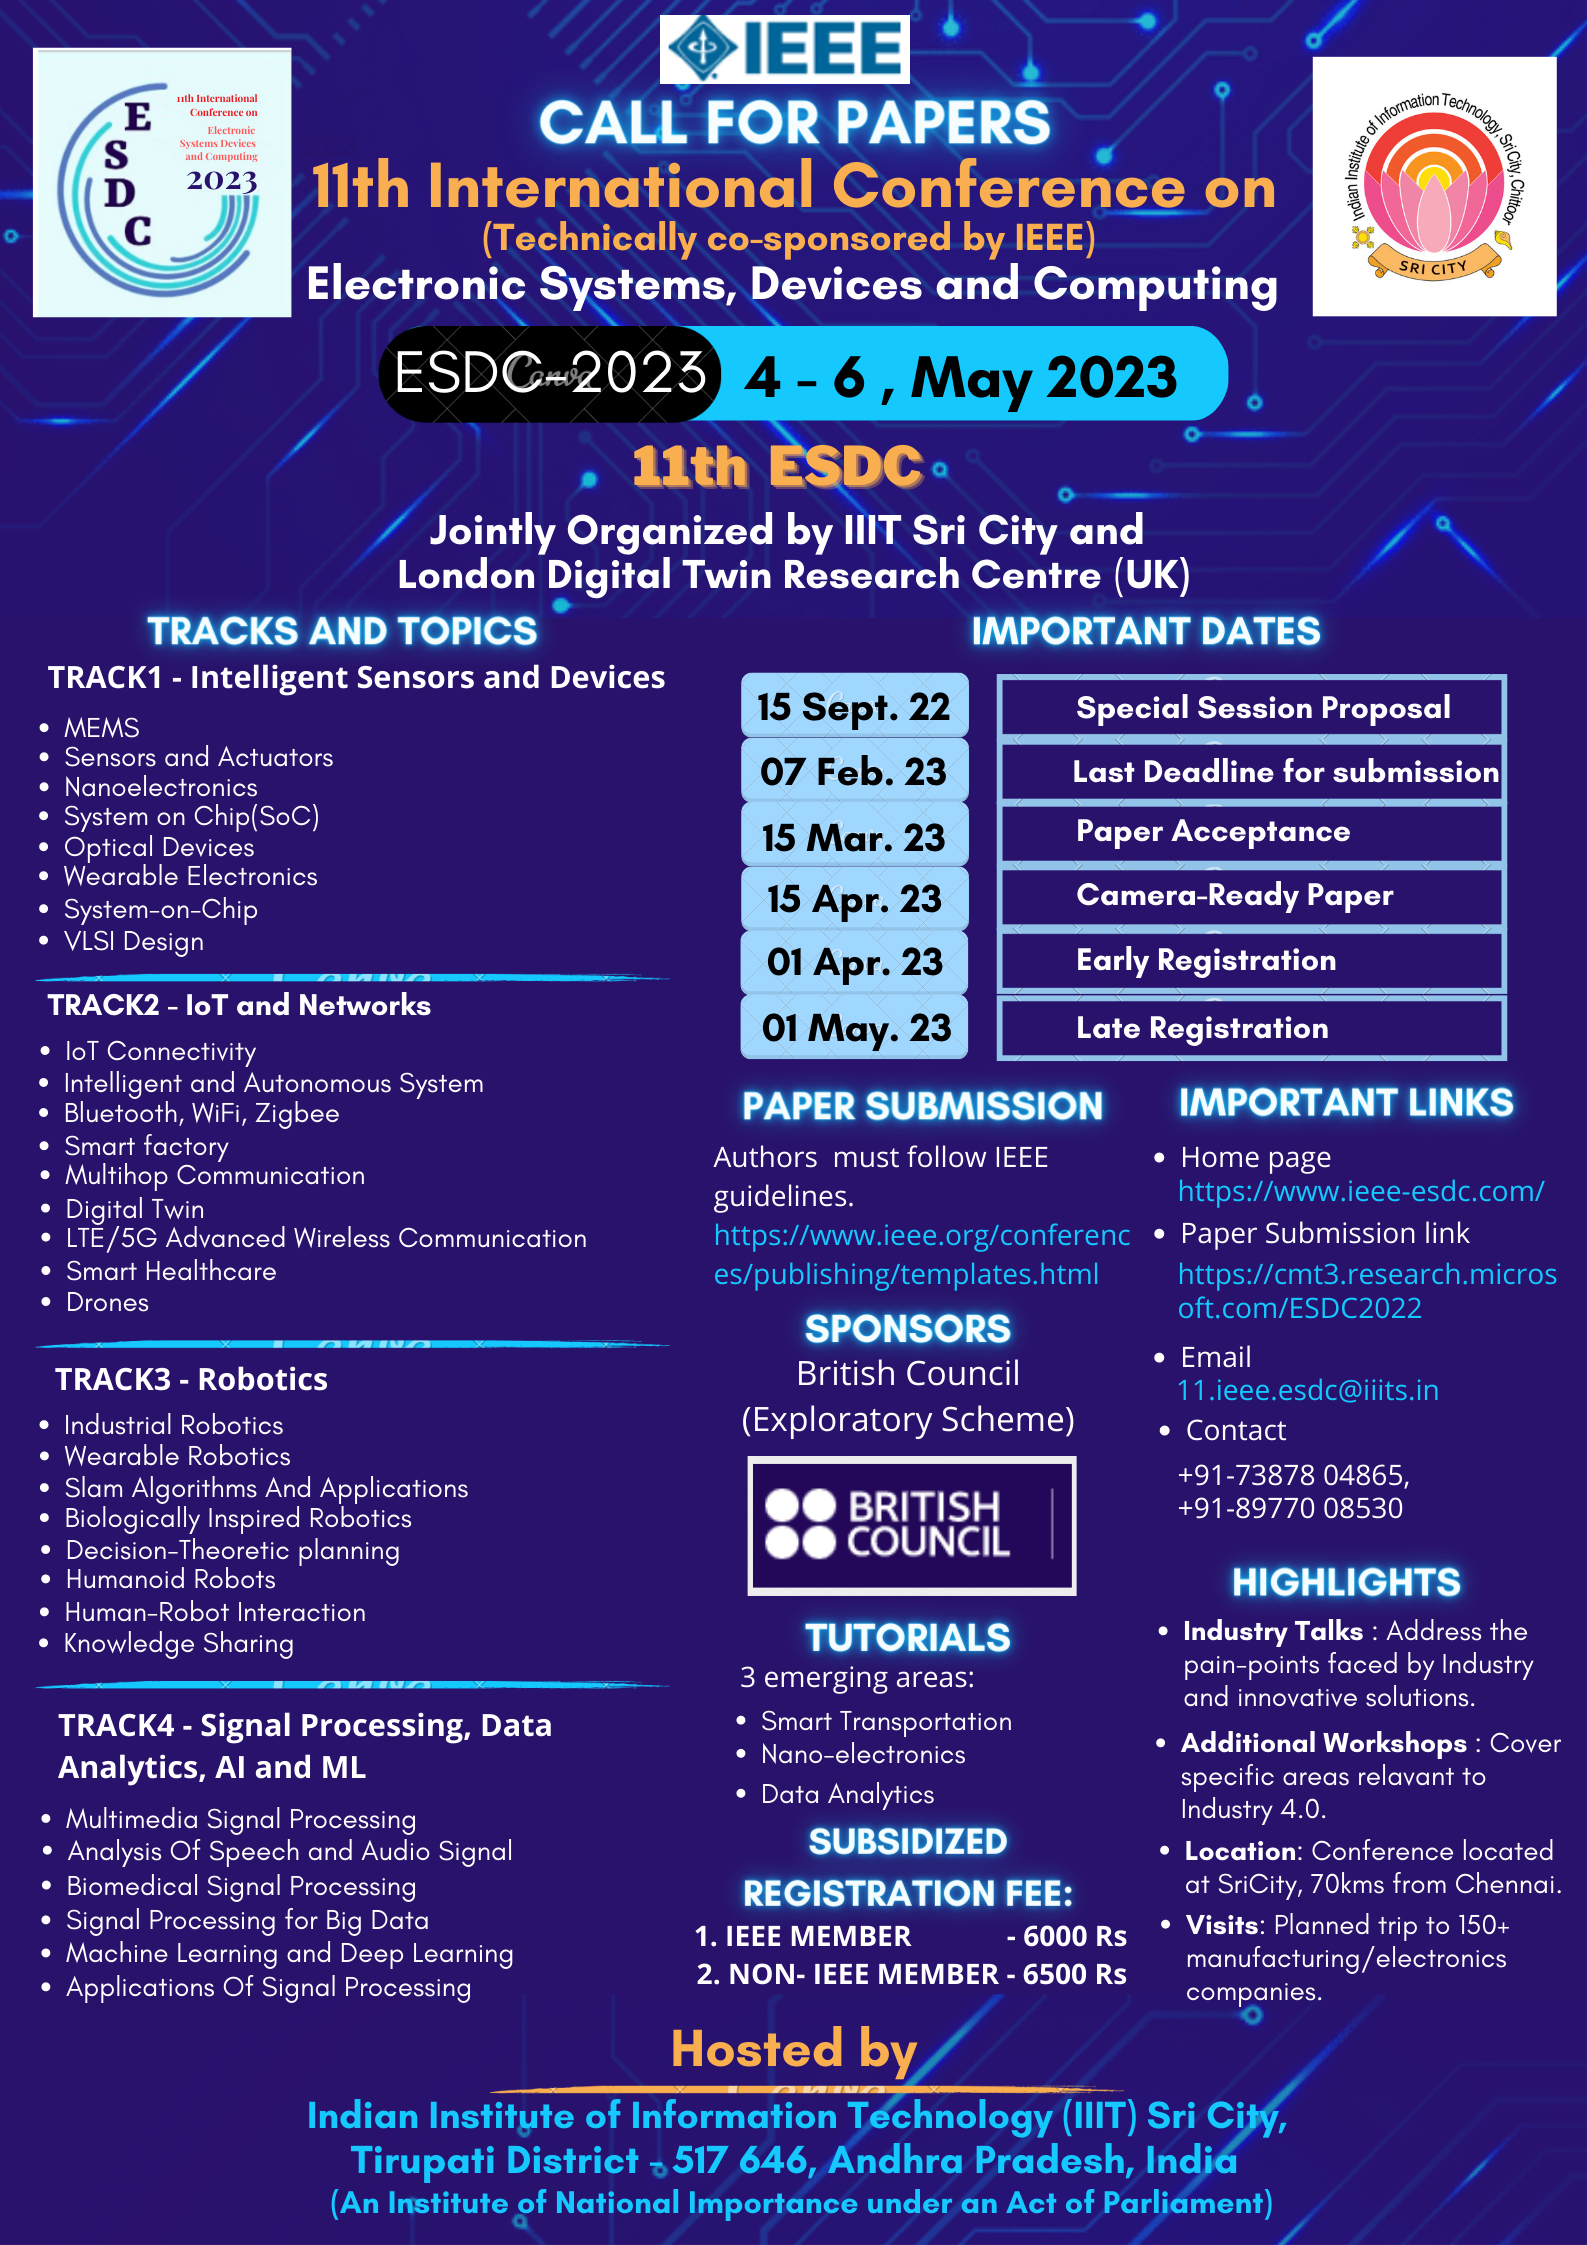 IEEE
E
S
D
C
11th International
Conference on
Electronic
Systems Devices
and Computing
2023
CALL FOR PAPERS
11th International Conference on
(Technically co-sponsored by IEEE)
Electronic Systems, Devices and Computing
Indian Institute of Information Technology, Sri City, Chittoor
SRI CITY
ESDC-2023
4 - 6 , May 2023
11th ESDC
Jointly Organized by IIIT Sri City and
London Digital Twin Research Centre (UK)
TRACKS AND TOPICS
TRACK1 - Intelligent Sensors and Devices
• MEMS
• Sensors and Actuators
• Nanoelectronics
• System on Chip(SoC)
• Optical Devices
• Wearable Electronics
• System-on-Chip
• VLSI Design
TRACK2 - IoT and Networks
• IoT Connectivity
• Intelligent and Autonomous System
• Bluetooth, WiFi, Zigbee
• Smart factory
• Multihop Communication
• Digital Twin
• LTE/5G Advanced Wireless Communication
• Smart Healthcare
• Drones
TRACK3 - Robotics
• Industrial Robotics
• Wearable Robotics
• Slam Algorithms And Applications
• Biologically Inspired Robotics
• Decision-Theoretic planning
• Humanoid Robots
• Human-Robot Interaction
• Knowledge Sharing
TRACK4 - Signal Processing, Data
Analytics, AI and ML
• Multimedia Signal Processing
• Analysis Of Speech and Audio Signal
• Biomedical Signal Processing
• Signal Processing for Big Data
• Machine Learning and Deep Learning
• Applications Of Signal Processing
IMPORTANT DATES
15 Sept. 22 Special Session Proposal
07 Feb. 23 Last Deadline for submission
15 Mar. 23 Paper Acceptance
15 Apr. 23 Camera-Ready Paper
01 Apr. 23 Early Registration
01 May. 23 Late Registration
PAPER SUBMISSION
Authors must follow IEEE
guidelines.
https://www.ieee.org/conferenc
es/publishing/templates.html
SPONSORS
British Council
(Exploratory Scheme)
BRITISH
COUNCIL
TUTORIALS
3 emerging areas:
• Smart Transportation
• Nano-electronics
• Data Analytics
SUBSIDIZED
REGISTRATION FEE:
1. IEEE MEMBER - 6000 Rs
2. NON- IEEE MEMBER - 6500 Rs
IMPORTANT LINKS
• Home page
https://www.ieee-esdc.com/
• Paper Submission link
https://cmt3.research.micros
oft.com/ESDC2022
• Email
11.ieee.esdc@iiits.in
• Contact
+91-73878 04865,
+91-89770 08530
HIGHLIGHTS
• Industry Talks : Address the
pain-points faced by Industry
and innovative solutions.
• Additional Workshops : Cover
specific areas relavant to
Industry 4.0.
• Location: Conference located
at SriCity, 70kms from Chennai.
• Visits: Planned trip to 150+
manufacturing/electronics
companies.
Hosted by
Indian Institute of Information Technology (IIIT) Sri City,
Tirupati District - 517 646, Andhra Pradesh, India
(An Institute of National Importance under an Act of Parliament)